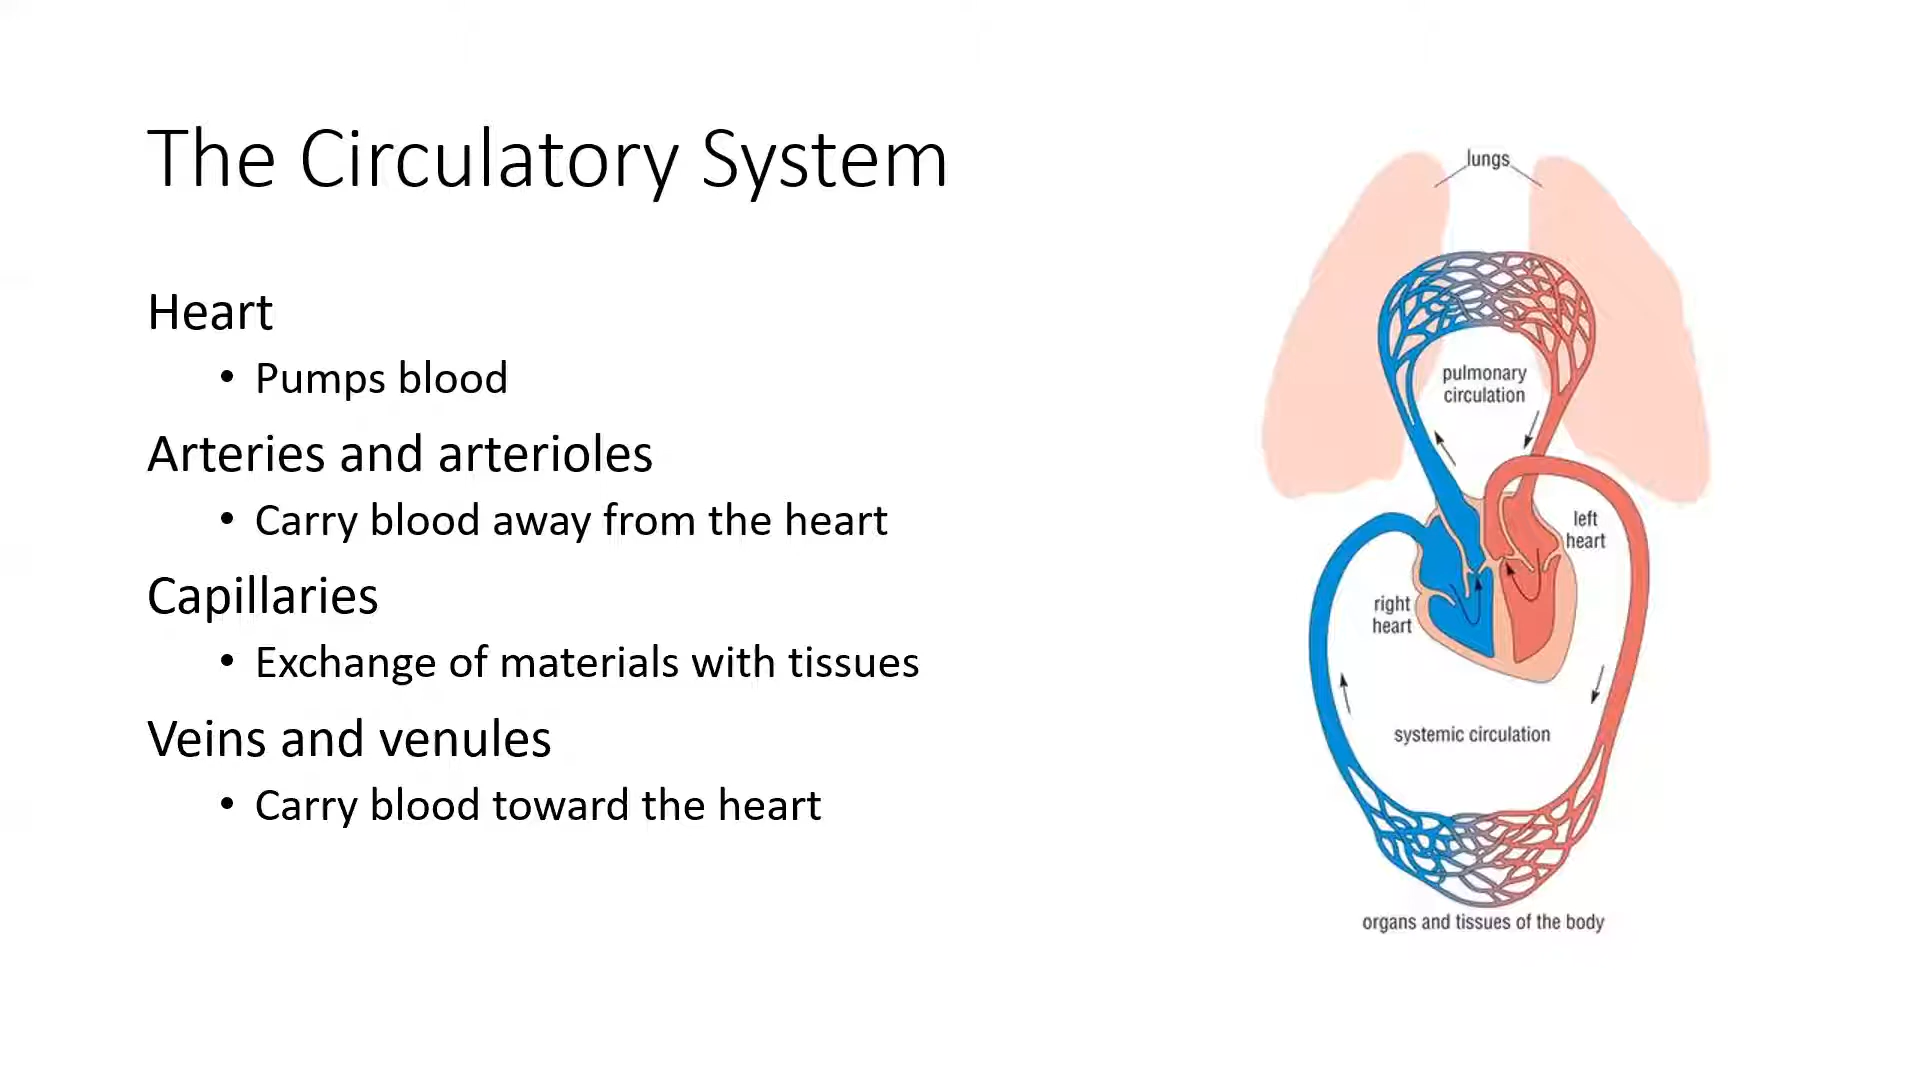 The Circulatory System
Heart
• Pumps blood
Arteries and arterioles
• Carry blood away from the heart
Capillaries
• Exchange of materials with tissues
Veins and venules
• Carry blood toward the heart
lungs
pulmonary
circulation
left
heart
right
heart
systemic circulation
organs and tissues of the body